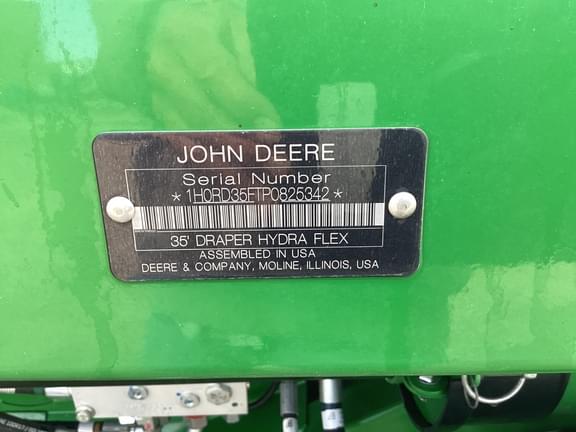 JOHN DEERE
Serial Number
*1H0RD35FTP0825342*
35' DRAPER HYDRA FLEX
ASSEMBLED IN USA
DEERE & COMPANY, MOLINE, ILLINOIS, USA